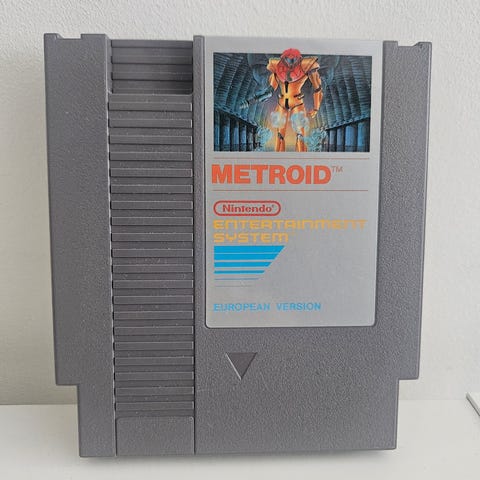 METROID™
Nintendo®
ENTERTAINMENT
SYSTEM
EUROPEAN VERSION